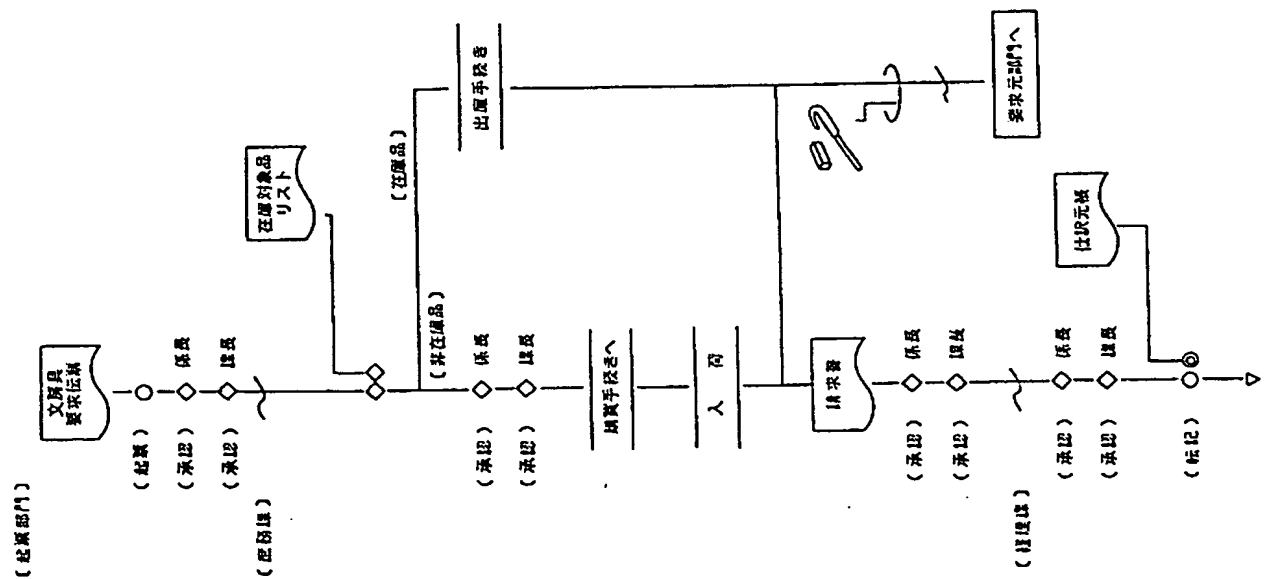 (起票部門)
文房具
要求伝票
(起票)
(承認) 係長
(承認) 課長
(庶務課)
在庫対象品
リスト
(非在庫品)
(在庫品)
出庫手続き
(承認) 係長
(承認) 課長
購買手続きへ
入荷
請求書
(承認) 係長
(承認) 課長
要求元部門へ
(経理課)
(承認) 係長
(承認) 課長
仕訳元帳
(転記)